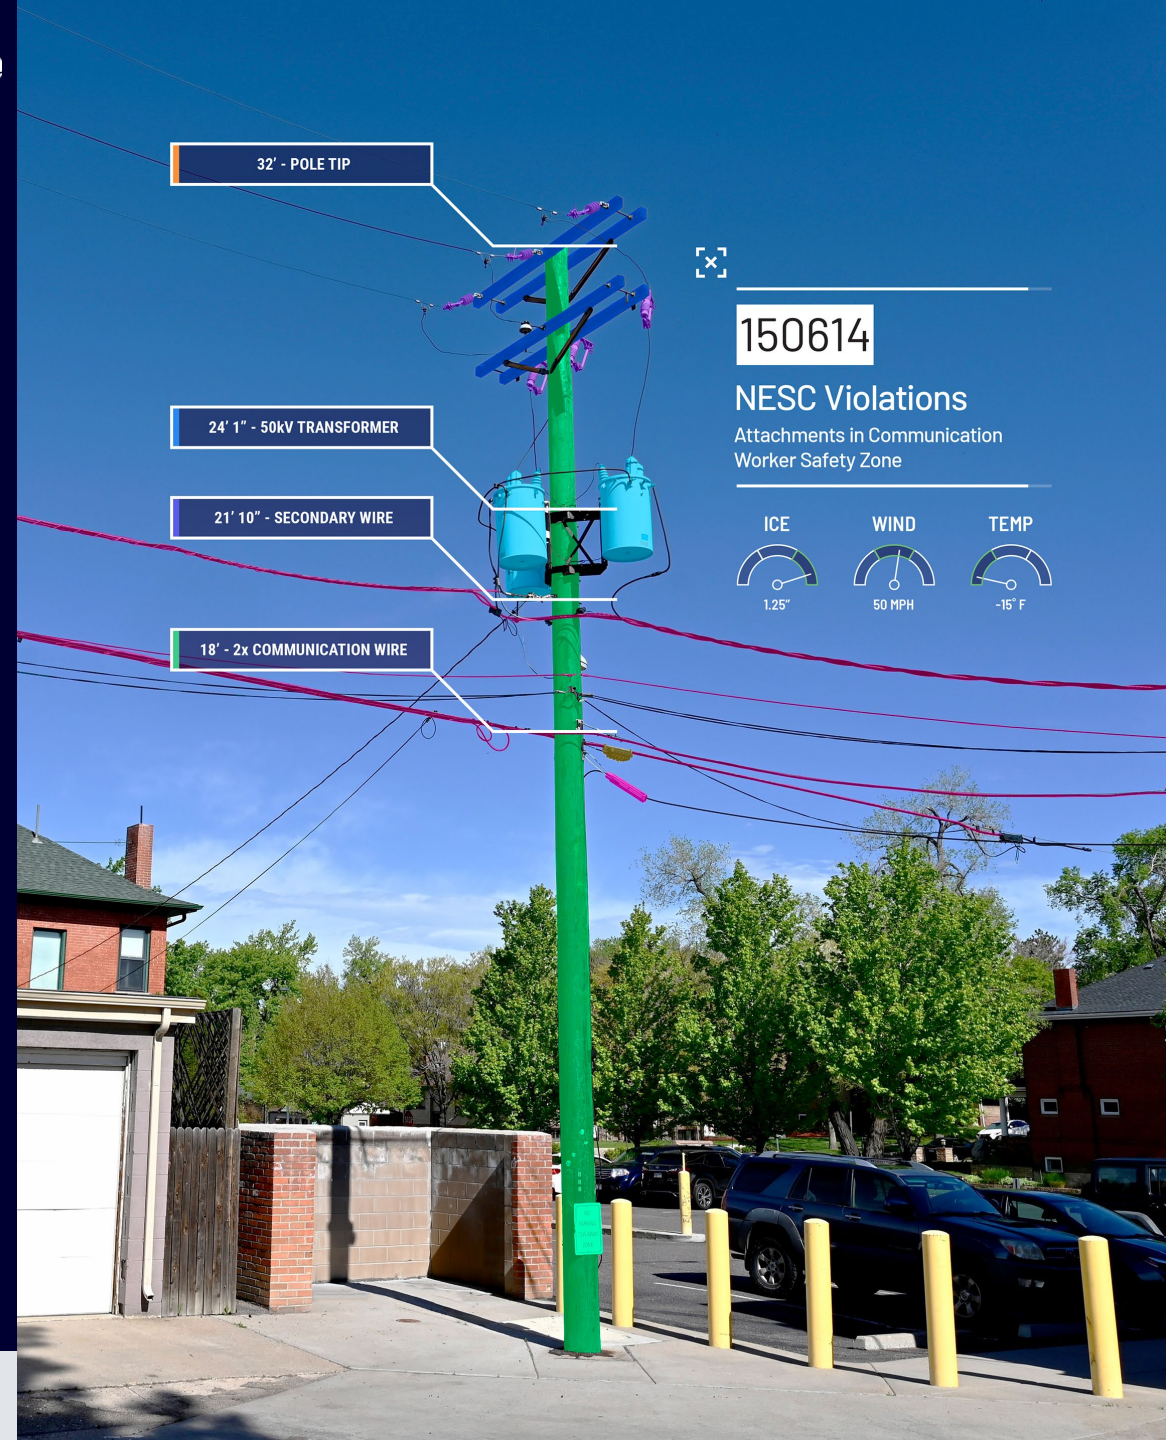 32’ - POLE TIP
150614
NESC Violations
24’ 1” - 50kV TRANSFORMER
Attachments in Communication
Worker Safety Zone
21’ 10” - SECONDARY WIRE
ICE WIND TEMP
1.25” 50 MPH -15° F
18’ - 2x COMMUNICATION WIRE